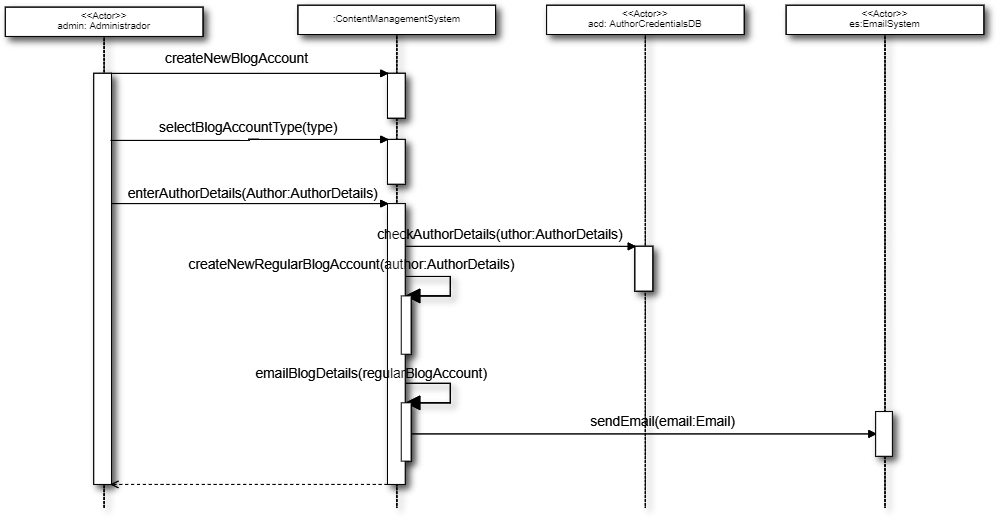 <<Actor>>
admin: Administrador
:ContentManagementSystem
<<Actor>>
acd: AuthorCredentialsDB
<<Actor>>
es:EmailSystem
createNewBlogAccount
selectBlogAccountType(type)
enterAuthorDetails(Author:AuthorDetails)
checkAuthorDetails(uthor:AuthorDetails)
createNewRegularBlogAccount(author:AuthorDetails)
emailBlogDetails(regularBlogAccount)
sendEmail(email:Email)